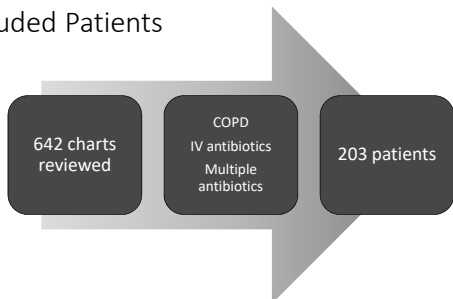 uded Patients
642 charts
reviewed
COPD
IV antibiotics
Multiple
antibiotics
203 patients